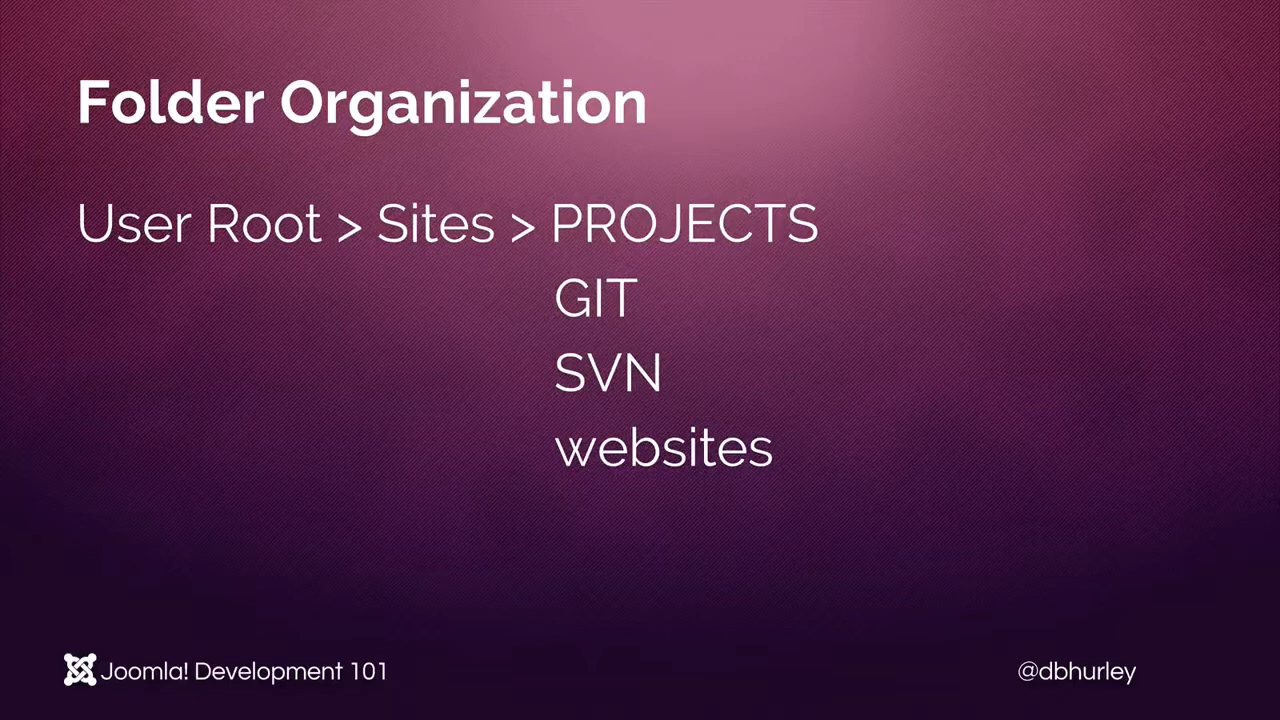 Folder Organization
User Root > Sites > PROJECTS
GIT
SVN
websites
Joomla! Development 101
@dbhurley